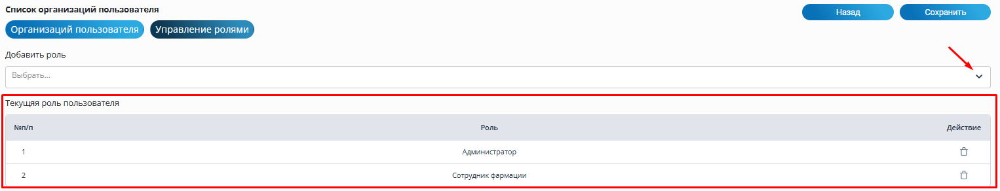 Список организаций пользователя
Назад
Сохранить
Организаций пользователя
Управление ролями
Добавить роль
Выбрать...
Текущяя роль пользователя
№п/п Роль Действие
1 Администратор
2 Сотрудник фармации